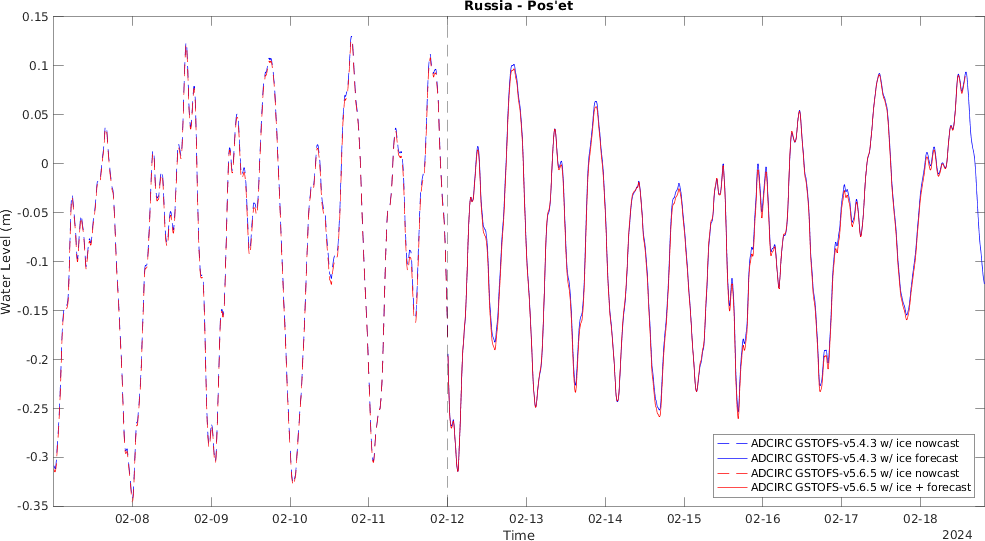 Russia - Pos'et
0.15
0.1
0.05
0
-0.05
-0.1
-0.15
-0.2
-0.25
-0.3
-0.35
Water Level (m)
ADCIRC GSTOFS-v5.4.3 w/ ice nowcast
ADCIRC GSTOFS-v5.4.3 w/ ice forecast
ADCIRC GSTOFS-v5.6.5 w/ ice nowcast
ADCIRC GSTOFS-v5.6.5 w/ ice + forecast
02-08 02-09 02-10 02-11 02-12 02-13 02-14 02-15 02-16 02-17 02-18
Time
2024